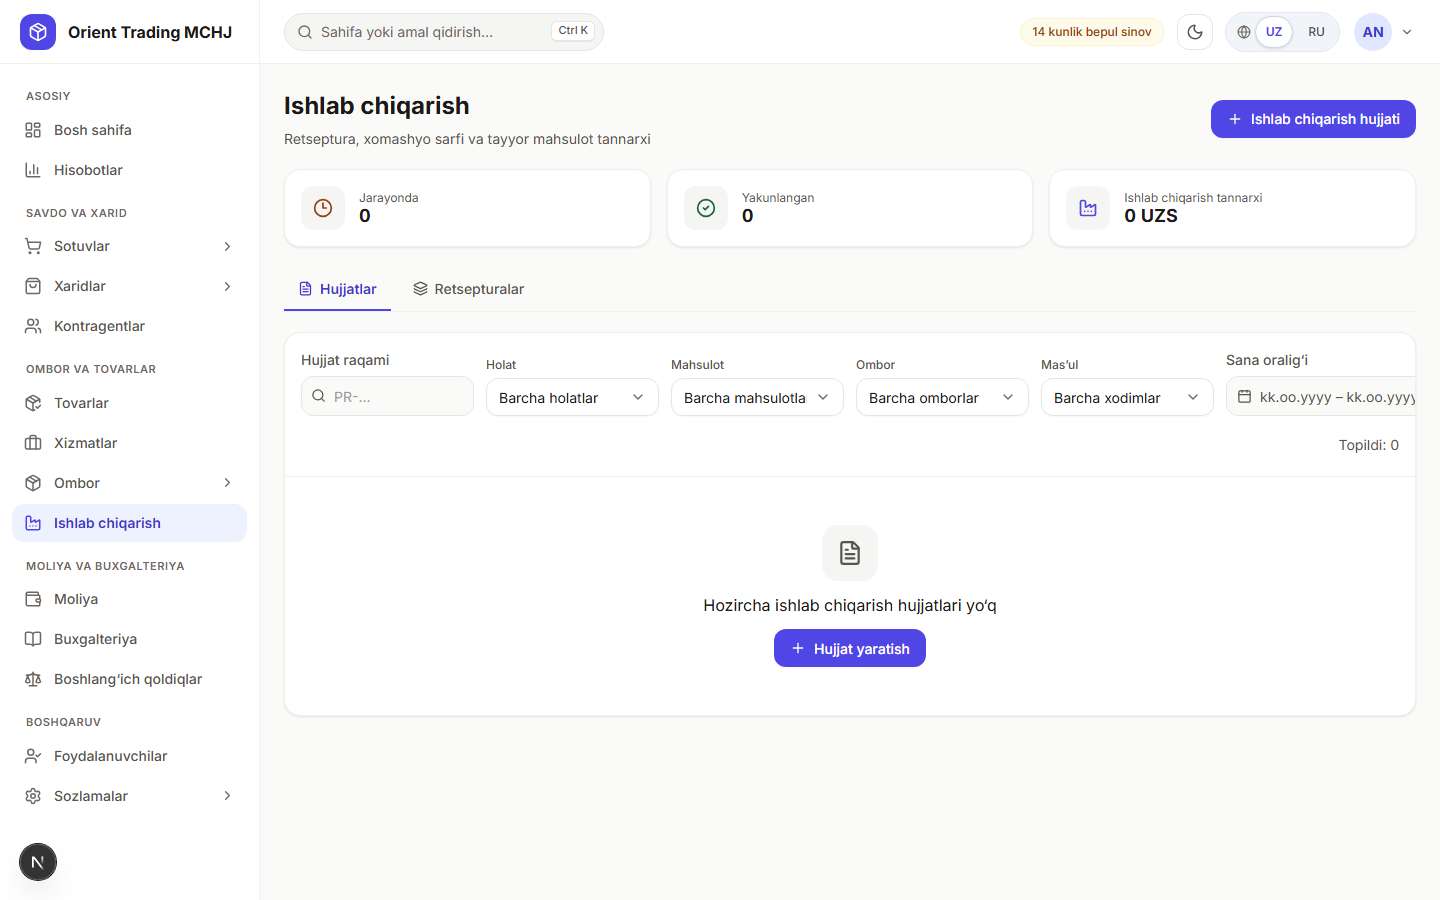 Orient Trading MCHJ
Sahifa yoki amal qidirish...
Ctrl K
14 kunlik bepul sinov
UZ
RU
AN
ASOSIY
Bosh sahifa
Hisobotlar
SAVDO VA XARID
Sotuvlar
Xaridlar
Kontragentlar
OMBOR VA TOVARLAR
Tovarlar
Xizmatlar
Ombor
Ishlab chiqarish
MOLIYA VA BUXGALTERIYA
Moliya
Buxgalteriya
Boshlang‘ich qoldiqlar
BOSHQARUV
Foydalanuvchilar
Sozlamalar
N
Ishlab chiqarish
Retseptura, xomashyo sarfi va tayyor mahsulot tannarxi
+ Ishlab chiqarish hujjati
Jarayonda
0
Yakunlangan
0
Ishlab chiqarish tannarxi
0 UZS
Hujjatlar
Retsepturalar
Hujjat raqami
PR-...
Holat
Barcha holatlar
Mahsulot
Barcha mahsulotla
Ombor
Barcha omborlar
Mas’ul
Barcha xodimlar
Sana oralig‘i
kk.oo.yyyy – kk.oo.yyyy
Topildi: 0
Hozircha ishlab chiqarish hujjatlari yo‘q
+ Hujjat yaratish